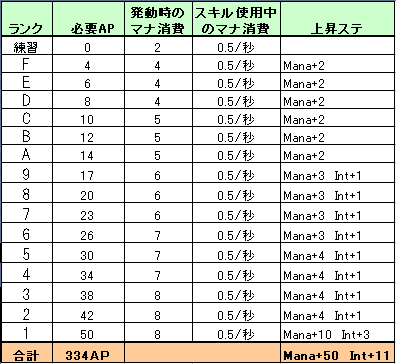 ランク 必要AP 発動時のマナ消費 スキル使用中のマナ消費 上昇ステ
練習 0 2 0.5/秒
F 4 4 0.5/秒 Mana+2
E 6 4 0.5/秒 Mana+2
D 8 4 0.5/秒 Mana+2
C 10 5 0.5/秒 Mana+2
B 12 5 0.5/秒 Mana+2
A 14 5 0.5/秒 Mana+2
9 17 6 0.5/秒 Mana+3 Int+1
8 20 6 0.5/秒 Mana+3 Int+1
7 23 6 0.5/秒 Mana+3 Int+1
6 26 7 0.5/秒 Mana+3 Int+1
5 30 7 0.5/秒 Mana+4 Int+1
4 34 7 0.5/秒 Mana+4 Int+1
3 38 8 0.5/秒 Mana+4 Int+1
2 42 8 0.5/秒 Mana+4 Int+1
1 50 8 0.5/秒 Mana+10 Int+3
合計 334AP Mana+50 Int+11